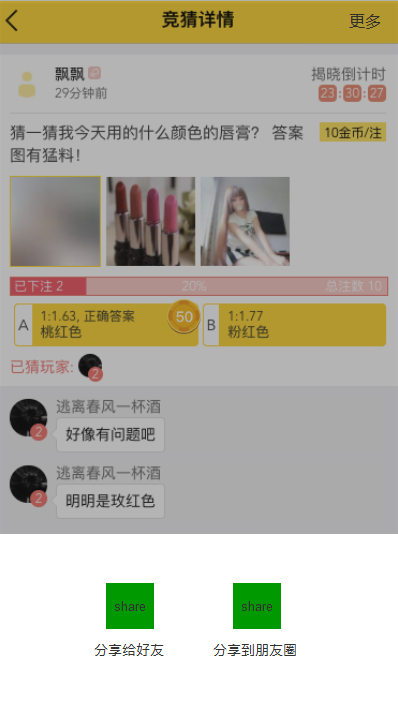 竞猜详情
更多
飘飘
29分钟前
揭晓倒计时
23:30:27
猜一猜我今天用的什么颜色的唇膏? 答案
图有猛料!
10金币/注
已下注 2
20%
总注数 10
A
1:1.63, 正确答案
桃红色
50
B
1:1.77
粉红色
已猜玩家:
2
逃离春风一杯酒
2
好像有问题吧
逃离春风一杯酒
2
明明是玫红色
share
share
分享给好友
分享到朋友圈